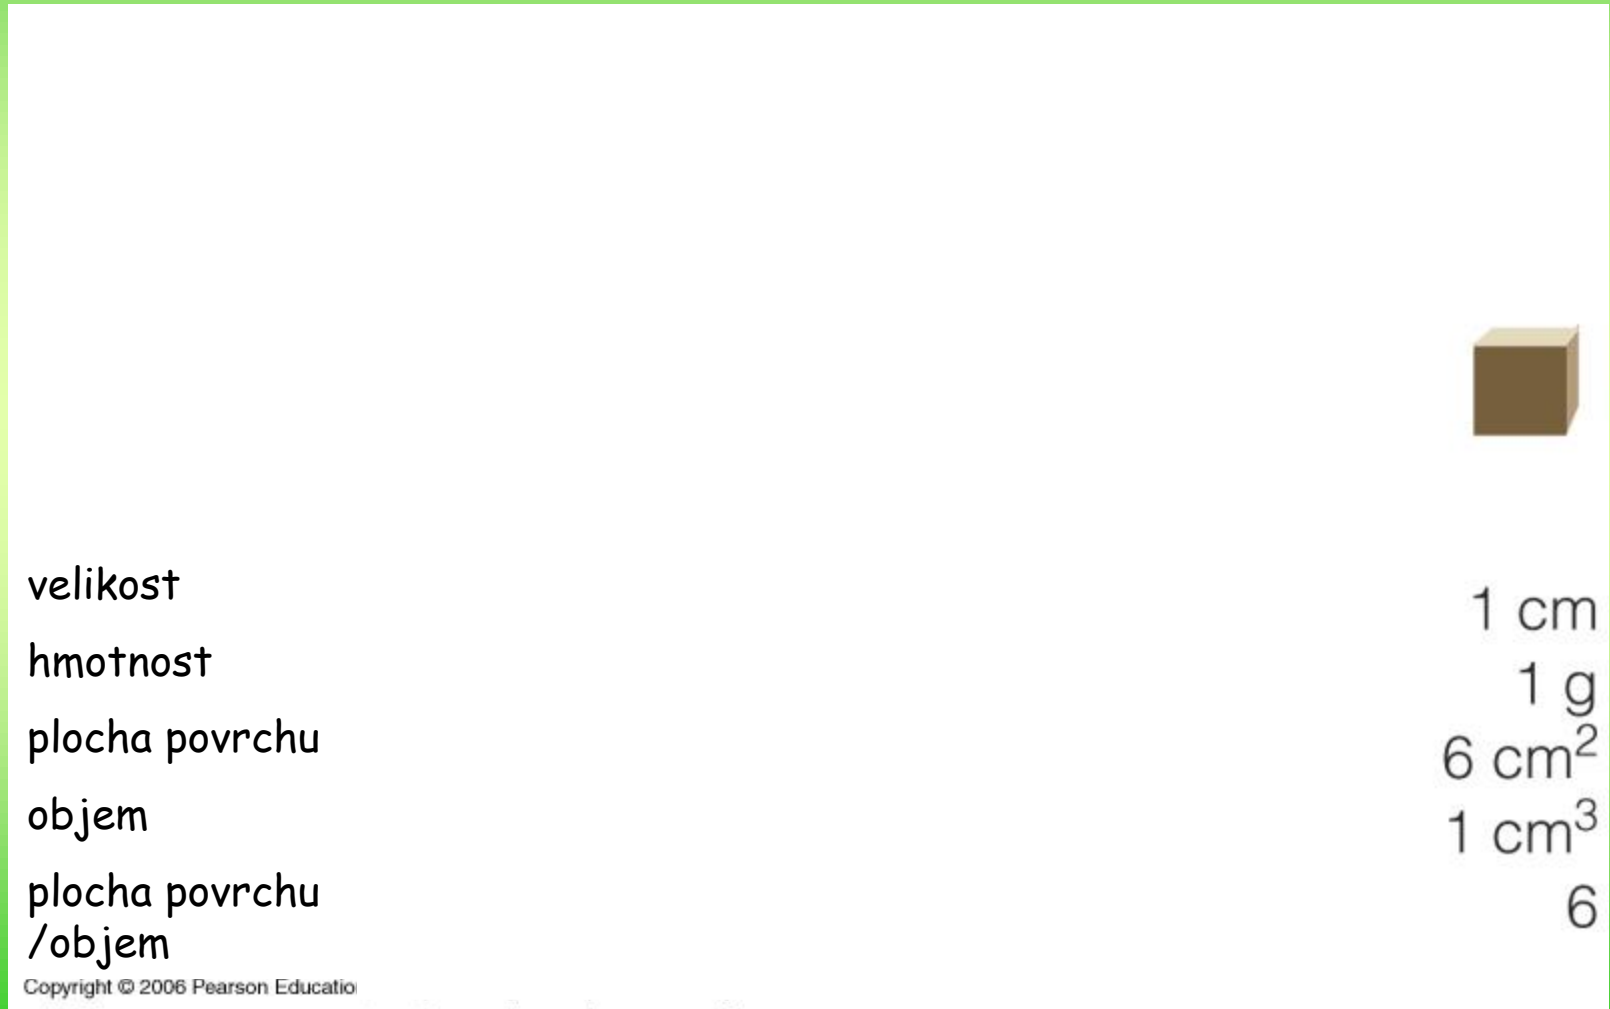 velikost
1 cm
hmotnost
1 g
plocha povrchu
6 cm²
objem
1 cm³
plocha povrchu
/objem
6
Copyright © 2006 Pearson Educatio